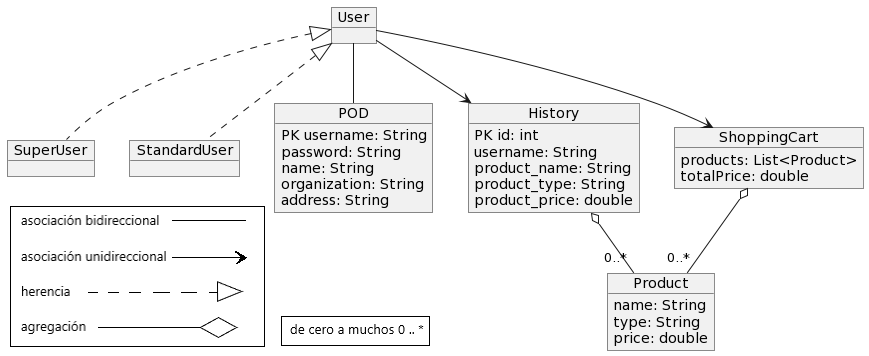 User
SuperUser
StandardUser
POD
PK username: String
password: String
name: String
organization: String
address: String
History
PK id: int
username: String
product_name: String
product_type: String
product_price: double
ShoppingCart
products: List<Product>
totalPrice: double
0..*
0..*
Product
name: String
type: String
price: double
asociación bidireccional
asociación unidireccional
herencia
agregación
de cero a muchos 0 .. *